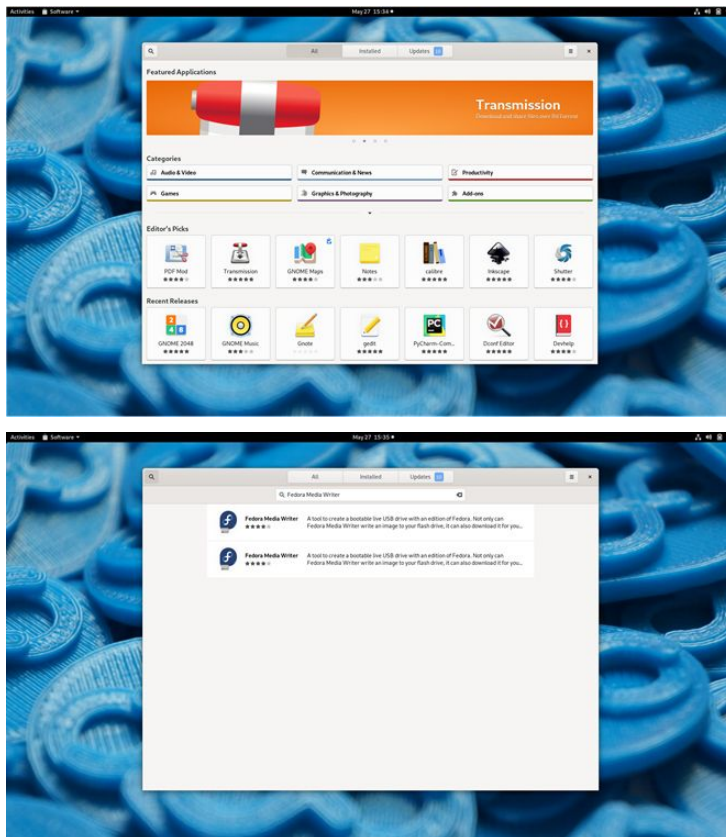 Activities Software May 27 15:34
All Installed Updates
Featured Applications
Transmission
Categories
Audio & Video Communication & News Productivity
Games Graphics & Photography Add-ons
Editor's Picks
PDF Mod Transmission GNOME Maps Notes calibre Inkscape Shutter
Recent Releases
2
4 8 PC
GNOME 2048 GNOME Music Gnote gedit PyCharm-Com... Dconf Editor Devhelp
Activities Software May 27 15:35
All Installed Updates
Fedora Media Writer
Fedora Media Writer A tool to create a bootable live USB drive with an edition of Fedora. Not only can
Fedora Media Writer write an image to your flash drive, it can also download it for you...
Fedora Media Writer A tool to create a bootable live USB drive with an edition of Fedora. Not only can
Fedora Media Writer write an image to your flash drive, it can also download it for you...